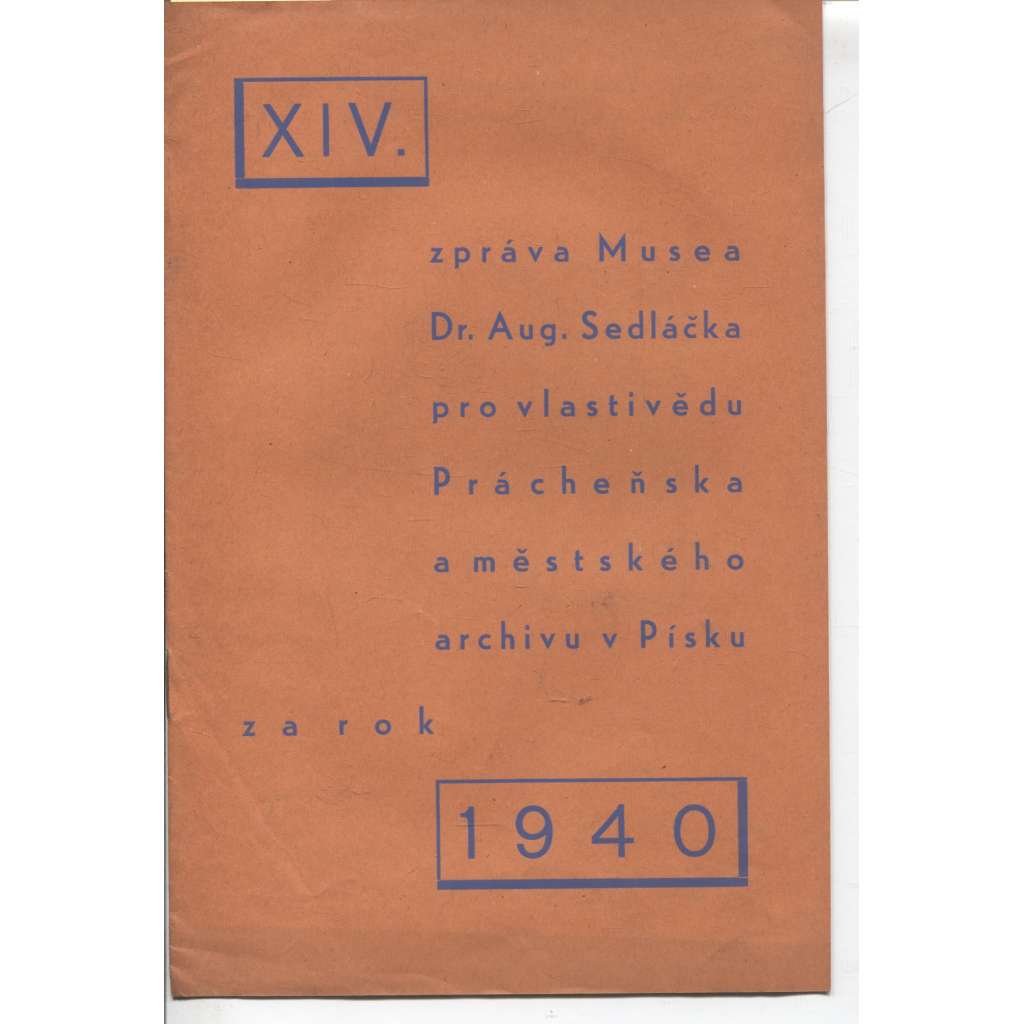 XIV.
zpráva Musea
Dr. Aug. Sedláčka
pro vlastivědu
Prácheňska
a městského
archivu v Písku
za rok
1940